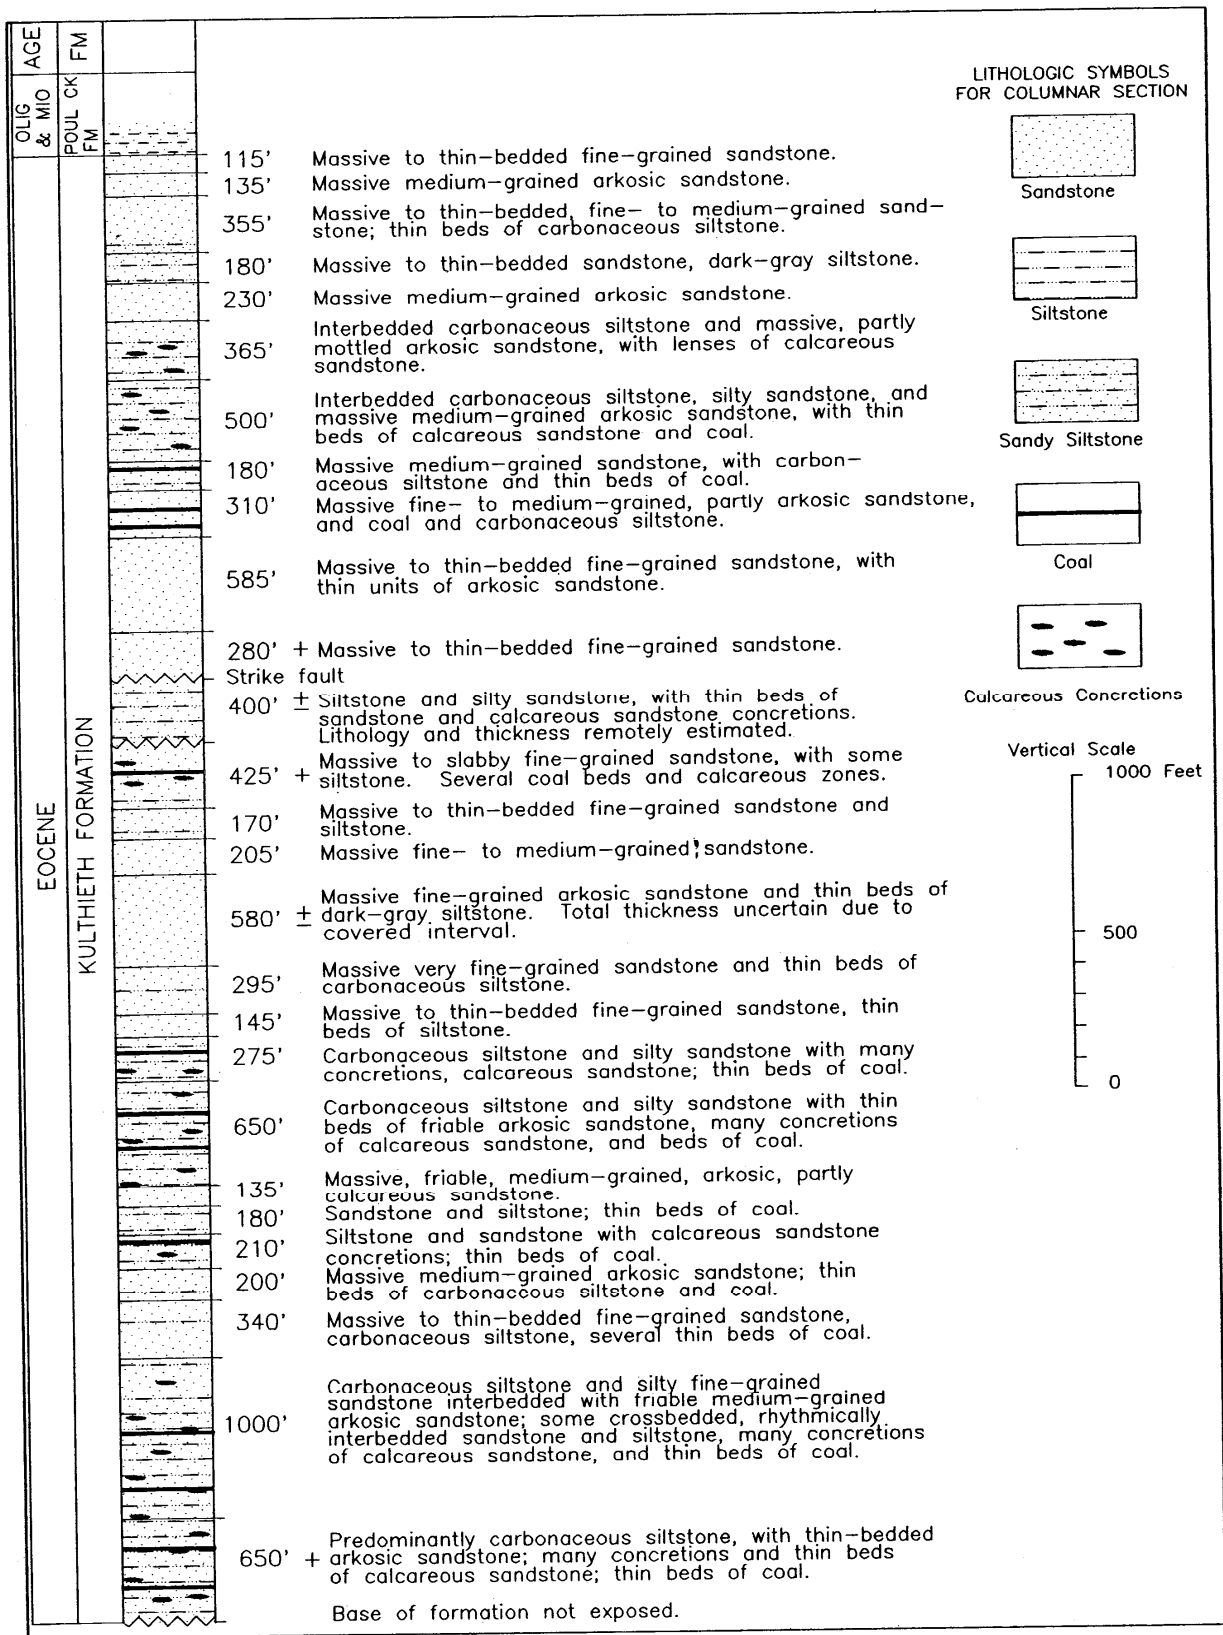 AGE
FM
OLIG
& MIO
POUL CK
FM
EOCENE
KULTHIETH FORMATION
115' Massive to thin-bedded fine-grained sandstone.
135' Massive medium-grained arkosic sandstone.
355' Massive to thin-bedded, fine- to medium-grained sand-
stone; thin beds of carbonaceous siltstone.
180' Massive to thin-bedded sandstone, dark-gray siltstone.
230' Massive medium-grained arkosic sandstone.
365' Interbedded carbonaceous siltstone and massive, partly
mottled arkosic sandstone, with lenses of calcareous
sandstone.
500' Interbedded carbonaceous siltstone, silty sandstone, and
massive medium-grained arkosic sandstone, with thin
beds of calcareous sandstone and coal.
180' Massive medium-grained sandstone, with carbon-
aceous siltstone and thin beds of coal.
310' Massive fine- to medium-grained, partly arkosic sandstone,
and coal and carbonaceous siltstone.
585' Massive to thin-bedded fine-grained sandstone, with
thin units of arkosic sandstone.
280' + Massive to thin-bedded fine-grained sandstone.
Strike fault
400' ± Siltstone and silty sandstone, with thin beds of
sandstone and calcareous sandstone concretions.
Lithology and thickness remotely estimated.
425' + Massive to slabby fine-grained sandstone, with some
siltstone. Several coal beds and calcareous zones.
170' Massive to thin-bedded fine-grained sandstone and
siltstone.
205' Massive fine- to medium-grained sandstone.
580' ± Massive fine-grained arkosic sandstone and thin beds of
dark-gray siltstone. Total thickness uncertain due to
covered interval.
295' Massive very fine-grained sandstone and thin beds of
carbonaceous siltstone.
145' Massive to thin-bedded fine-grained sandstone, thin
beds of siltstone.
275' Carbonaceous siltstone and silty sandstone with many
concretions, calcareous sandstone; thin beds of coal.
650' Carbonaceous siltstone and silty sandstone with thin
beds of friable arkosic sandstone, many concretions
of calcareous sandstone, and beds of coal.
135' Massive, friable, medium-grained, arkosic, partly
calcareous sandstone.
180' Sandstone and siltstone; thin beds of coal.
210' Siltstone and sandstone with calcareous sandstone
concretions; thin beds of coal.
200' Massive medium-grained arkosic sandstone; thin
beds of carbonaceous siltstone and coal.
340' Massive to thin-bedded fine-grained sandstone,
carbonaceous siltstone, several thin beds of coal.
1000' Carbonaceous siltstone and silty fine-grained
sandstone interbedded with friable medium-grained
arkosic sandstone; some crossbedded, rhythmically
interbedded sandstone and siltstone, many concretions
of calcareous sandstone, and thin beds of coal.
650' + Predominantly carbonaceous siltstone, with thin-bedded
arkosic sandstone; many concretions and thin beds
of calcareous sandstone; thin beds of coal.
Base of formation not exposed.
LITHOLOGIC SYMBOLS
FOR COLUMNAR SECTION
Sandstone
Siltstone
Sandy Siltstone
Coal
Calcareous Concretions
Vertical Scale
1000 Feet
500
0